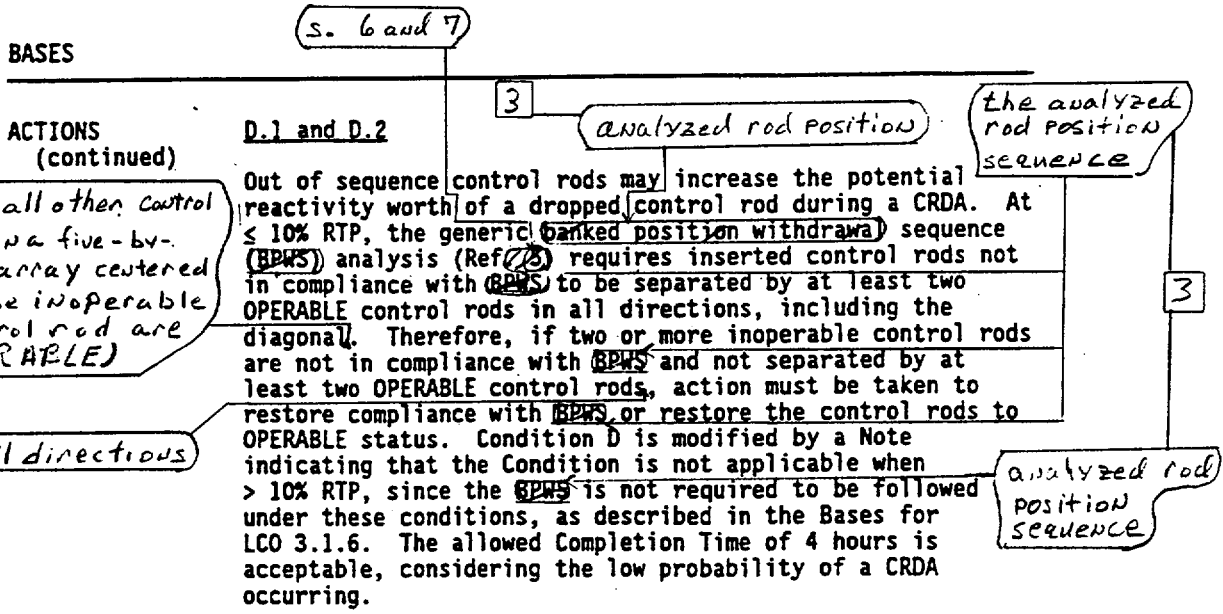 s. 6 and 7
BASES
3
analyzed rod position
the analyzed
rod position
sequence
ACTIONS
(continued)
D.1 and D.2
all other control
a five-by-
array centered
inoperable
rod are
3
Out of sequence control rods may increase the potential
reactivity worth of a dropped control rod during a CRDA. At
≤ 10% RTP, the generic banked position withdrawal sequence
(BPWS) analysis (Ref. requires inserted control rods not
in compliance with BPWS to be separated by at least two
OPERABLE control rods in all directions, including the
diagonal. Therefore, if two or more inoperable control rods
are not in compliance with BPWS and not separated by at
least two OPERABLE control rods, action must be taken to
restore compliance with BPWS or restore the control rods to
OPERABLE status. Condition D is modified by a Note
indicating that the Condition is not applicable when
> 10% RTP, since the BPWS is not required to be followed
under these conditions, as described in the Bases for
LCO 3.1.6. The allowed Completion Time of 4 hours is
acceptable, considering the low probability of a CRDA
occurring.
directions
analyzed rod
position
sequence